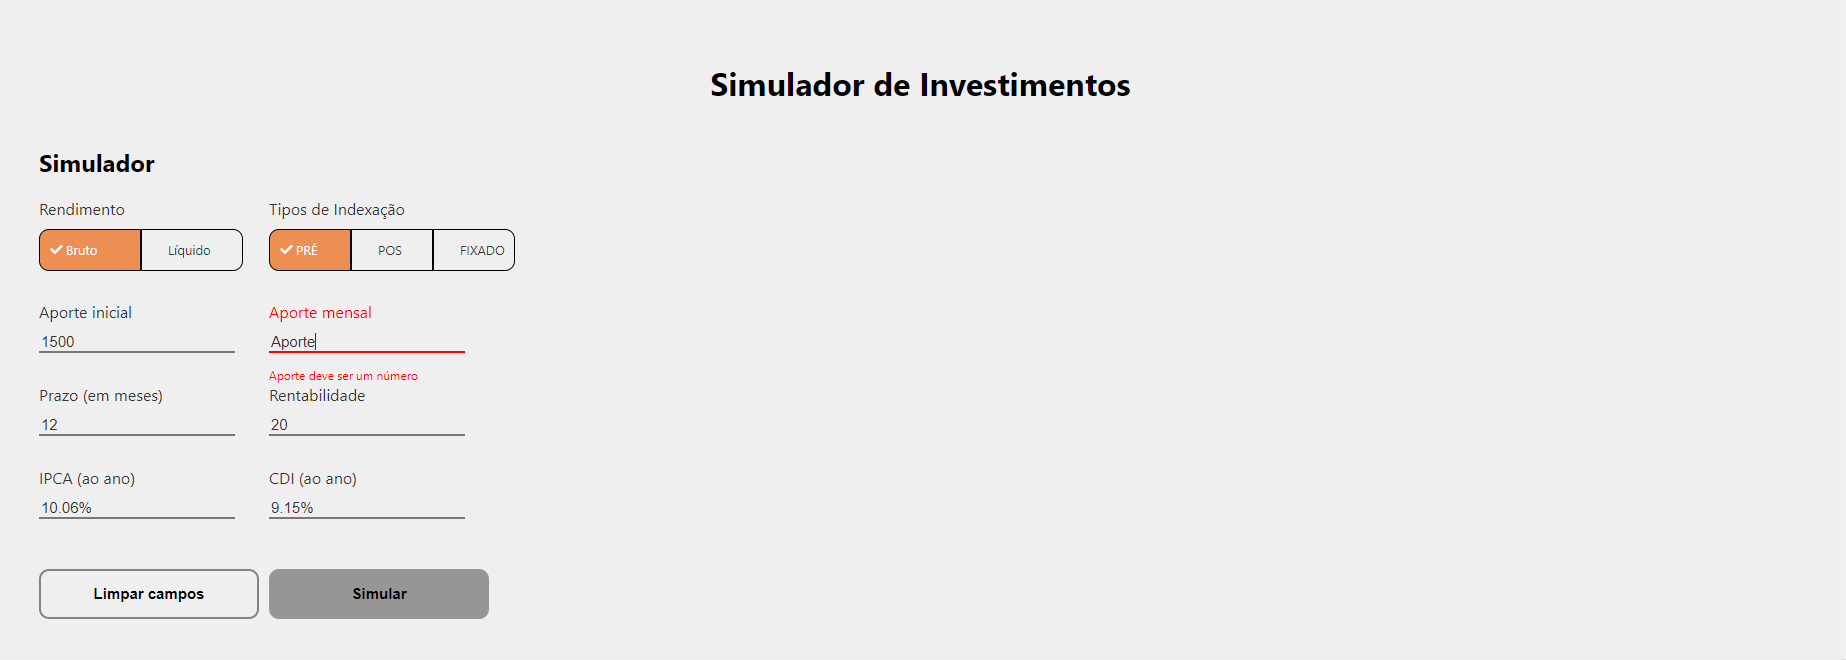 Simulador de Investimentos
Simulador
Rendimento
Tipos de Indexação
Bruto
Líquido
PRÉ
POS
FIXADO
Aporte inicial
Aporte mensal
1500
Aporte
Aporte deve ser um número
Prazo (em meses)
Rentabilidade
12
20
IPCA (ao ano)
CDI (ao ano)
10.06%
9.15%
Limpar campos
Simular